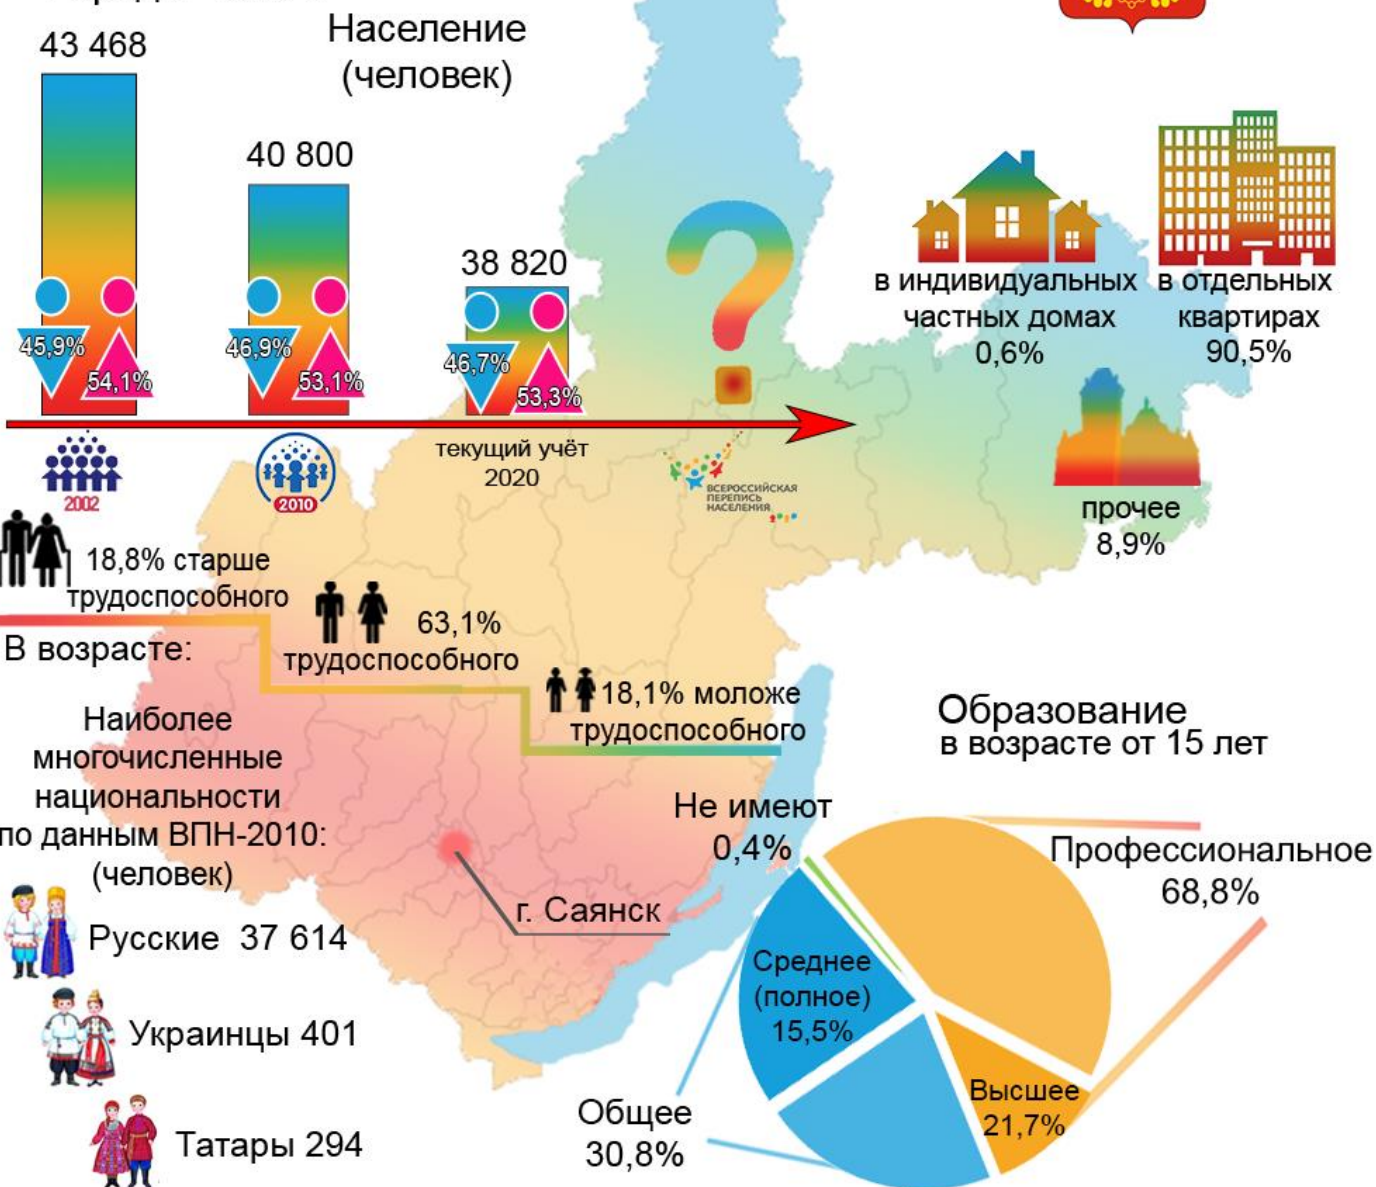 Население
(человек)
43 468
40 800
38 820
45,9%
54,1%
46,9%
53,1%
46,7%
53,3%
2002
2010
текущий учёт
2020
ВСЕРОССИЙСКАЯ
ПЕРЕПИСЬ
НАСЕЛЕНИЯ
в индивидуальных
частных домах
0,6%
в отдельных
квартирах
90,5%
прочее
8,9%
18,8% старше
трудоспособного
В возрасте:
63,1%
трудоспособного
18,1% моложе
трудоспособного
Наиболее
многочисленные
национальности
по данным ВПН-2010:
(человек)
Русские 37 614
Украинцы 401
Татары 294
г. Саянск
Образование
в возрасте от 15 лет
Не имеют
0,4%
Профессиональное
68,8%
Среднее
(полное)
15,5%
Высшее
21,7%
Общее
30,8%